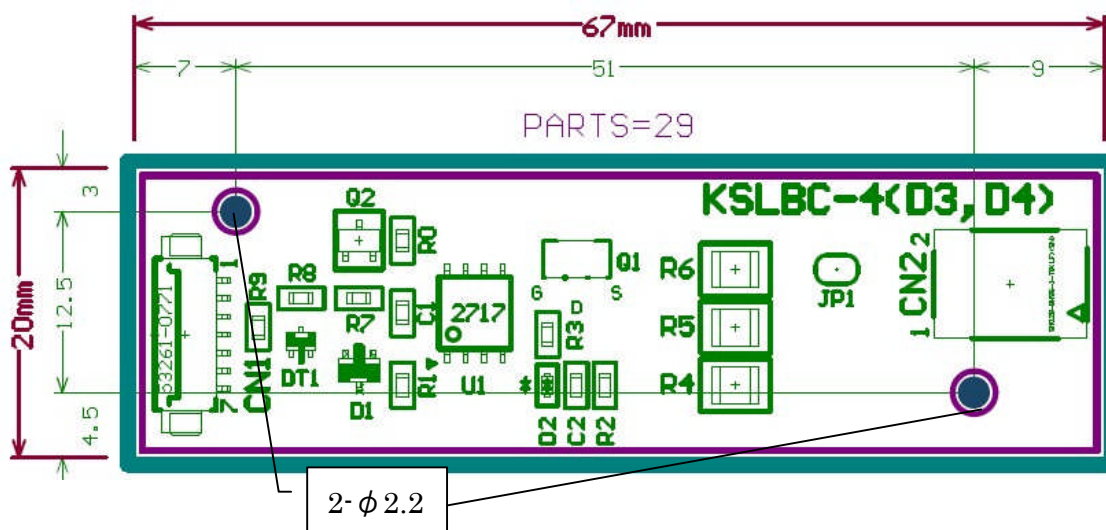 67mm
7
51
9
PARTS=29
3
12.5
4.5
20mm
KSLBC-4(D3,D4)
Q2
R0
R8
R9
R7
C1
2717
U1
Q1
G
S
D
R3
R6
R5
R4
JP1
CN2
2
1
1
7
53261-0771
CN1
DT1
D1
R1
D2
C2
R2
2-φ2.2